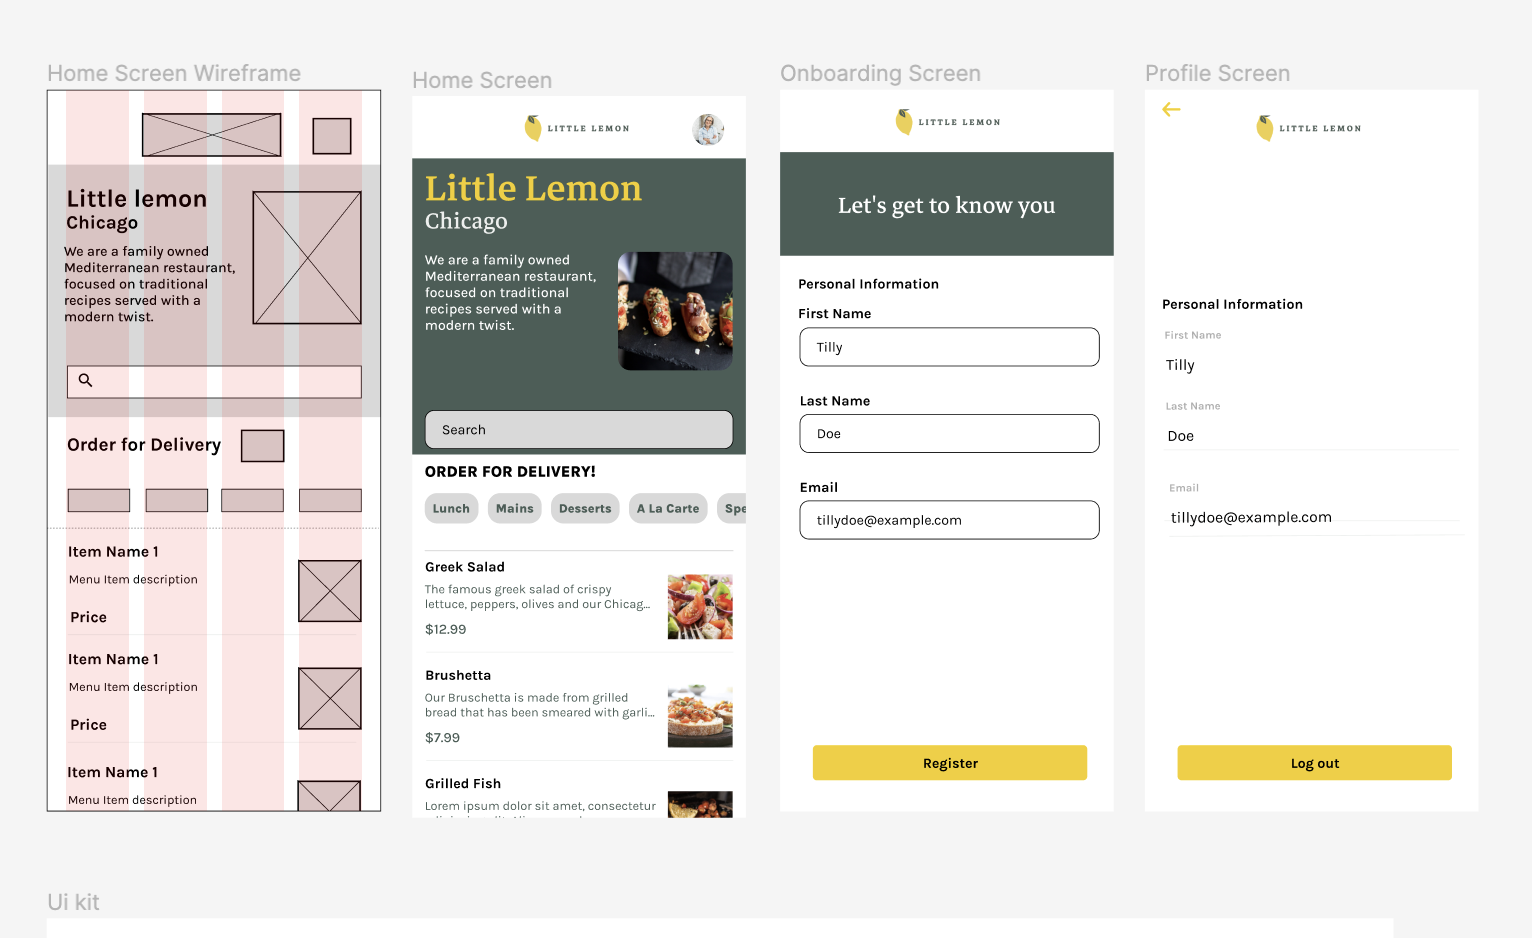 Home Screen Wireframe
Little lemon
Chicago
We are a family owned
Mediterranean restaurant,
focused on traditional
recipes served with a
modern twist.
Order for Delivery
Item Name 1
Menu Item description
Price
Item Name 1
Menu Item description
Price
Item Name 1
Menu Item description
Home Screen
LITTLE LEMON
Little Lemon
Chicago
We are a family owned
Mediterranean restaurant,
focused on traditional
recipes served with a
modern twist.
Search
ORDER FOR DELIVERY!
Lunch Mains Desserts A La Carte Spe
Greek Salad
The famous greek salad of crispy
lettuce, peppers, olives and our Chicag...
$12.99
Brushetta
Our Bruschetta is made from grilled
bread that has been smeared with garli...
$7.99
Grilled Fish
Lorem ipsum dolor sit amet, consectetur
Onboarding Screen
LITTLE LEMON
Let's get to know you
Personal Information
First Name
Tilly
Last Name
Doe
Email
tillydoe@example.com
Register
Profile Screen
LITTLE LEMON
Personal Information
First Name
Tilly
Last Name
Doe
Email
tillydoe@example.com
Log out
Ui kit